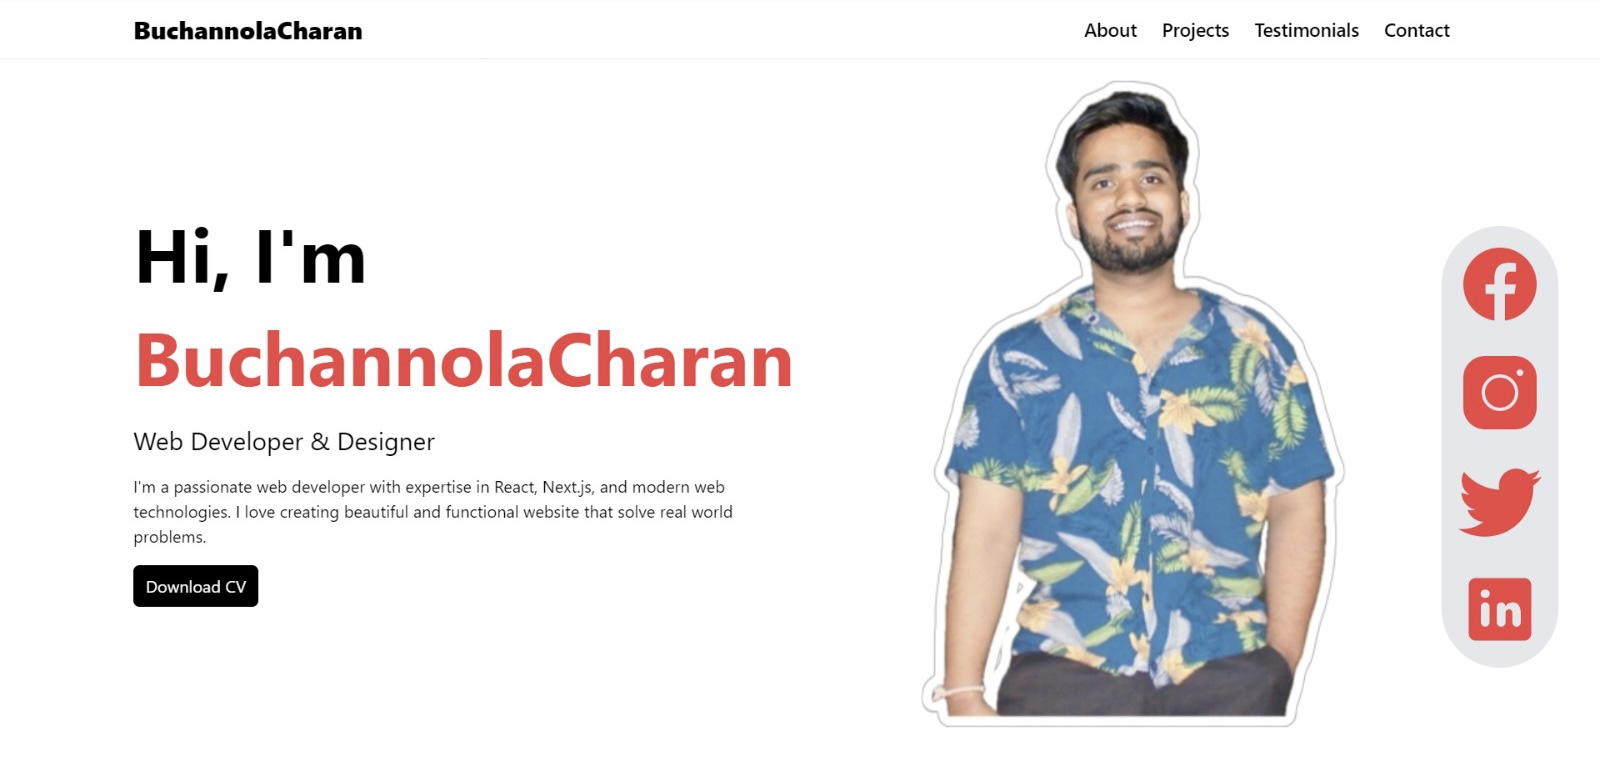 BuchannolaCharan
About Projects Testimonials Contact
Hi, I'm
BuchannolaCharan
Web Developer & Designer
I'm a passionate web developer with expertise in React, Next.js, and modern web
technologies. I love creating beautiful and functional website that solve real world
problems.
Download CV
in